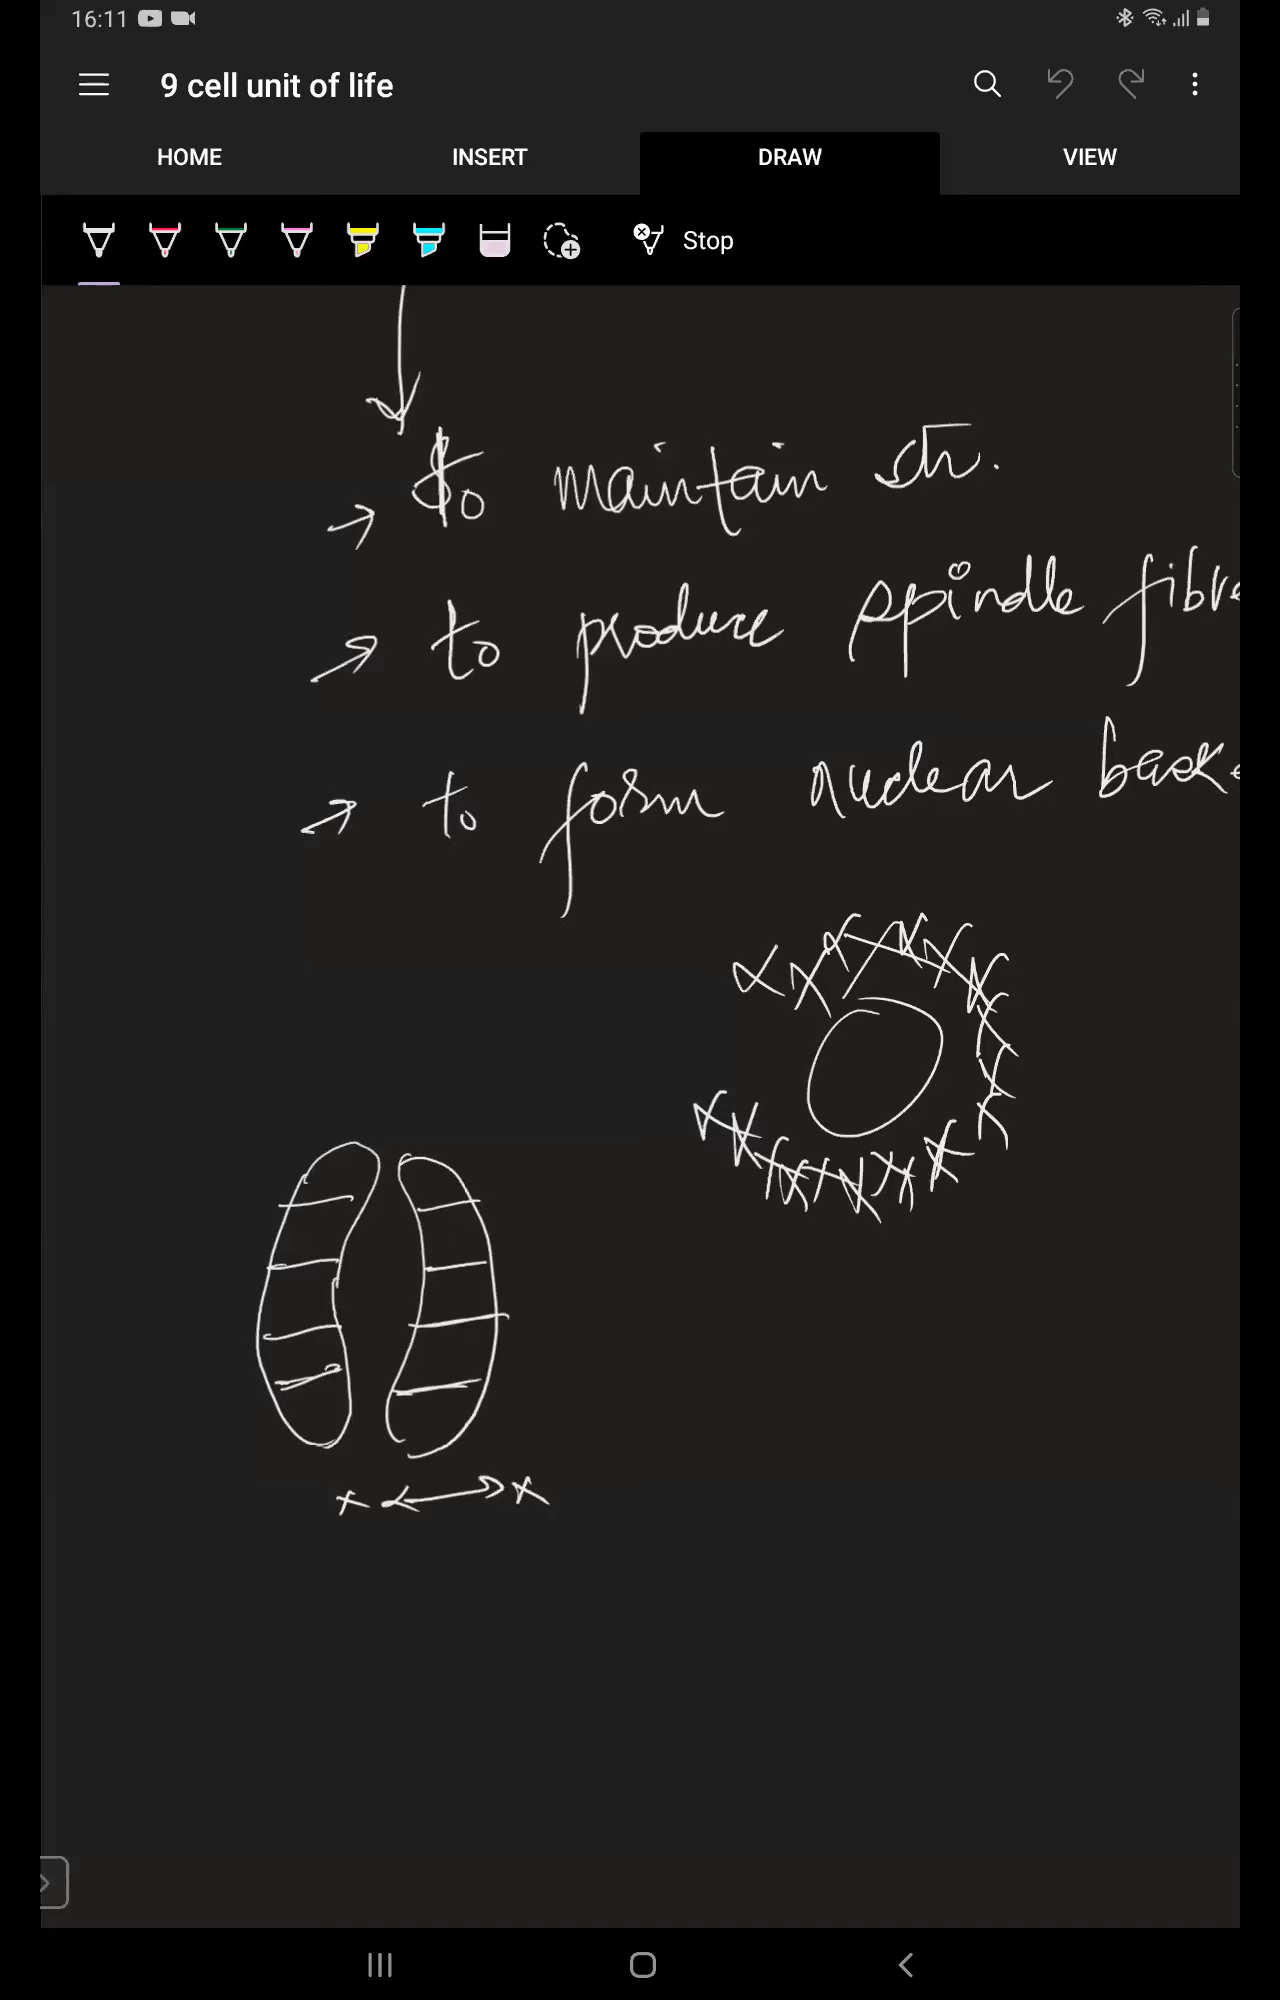 16:11
9 cell unit of life
HOME INSERT DRAW VIEW
Stop
→ to maintain str.
→ to produce spindle fibre
→ to form nuclear bask
x ↔ x